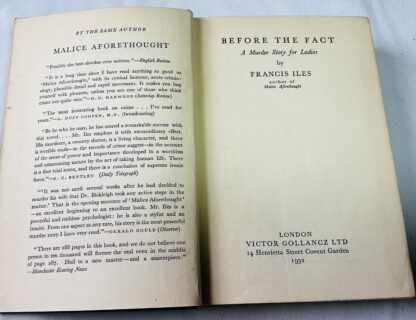 BY THE SAME AUTHOR
MALICE AFORETHOUGHT
"Possibly the best shocker ever written."—English Review
"It is a long time since I have read anything so good as
'Malice Aforethought', with its cynical humour, acute crimin-
ology, plausible detail and rapid movement. It makes you hug
yourself with pleasure, unless you are one of those who think
crime not quite nice."—H. C. HARWOOD (Saturday Review)
"The most interesting book on crime . . . I've read for
years."—A. DUFF COOPER, M.P. (broadcasting)
"Be he who he may, he has scored a remarkable success with
this novel. . . . Mr. Iles employs it with extraordinary effect.
His murderer, a country doctor, is a living character, and there
is terrible truth—so the records of crime suggest—in the account
of the sense of power and importance developed in a worthless
and unmanning nature by the act of taking human life. There
is a fine trial scene, and there is a conclusion of supreme ironic
force."—E. C. BENTLEY (Daily Telegraph)
"'It was not until several weeks after he had decided to
murder his wife that Dr. Bickleigh took any active steps in the
matter.' That is the opening sentence of 'Malice Aforethought'
—an excellent beginning to an excellent book. Mr. Iles is a
powerful and ruthless psychologist: he is also a stylist and an
ironist. From one aspect at any rate, his story is the most powerful
murder story I have ever read."—GERALD GOULD (Observer)
"There are 286 pages in this book, and we do not believe one
person in ten thousand will foresee the end even in the middle
of page 287. Hail to a new master—and a masterpiece."
—Manchester Evening News
BEFORE THE FACT
A Murder Story for Ladies
by
FRANCIS ILES
author of
Malice Aforethought
LONDON
VICTOR GOLLANCZ LTD
14 Henrietta Street Covent Garden
1932